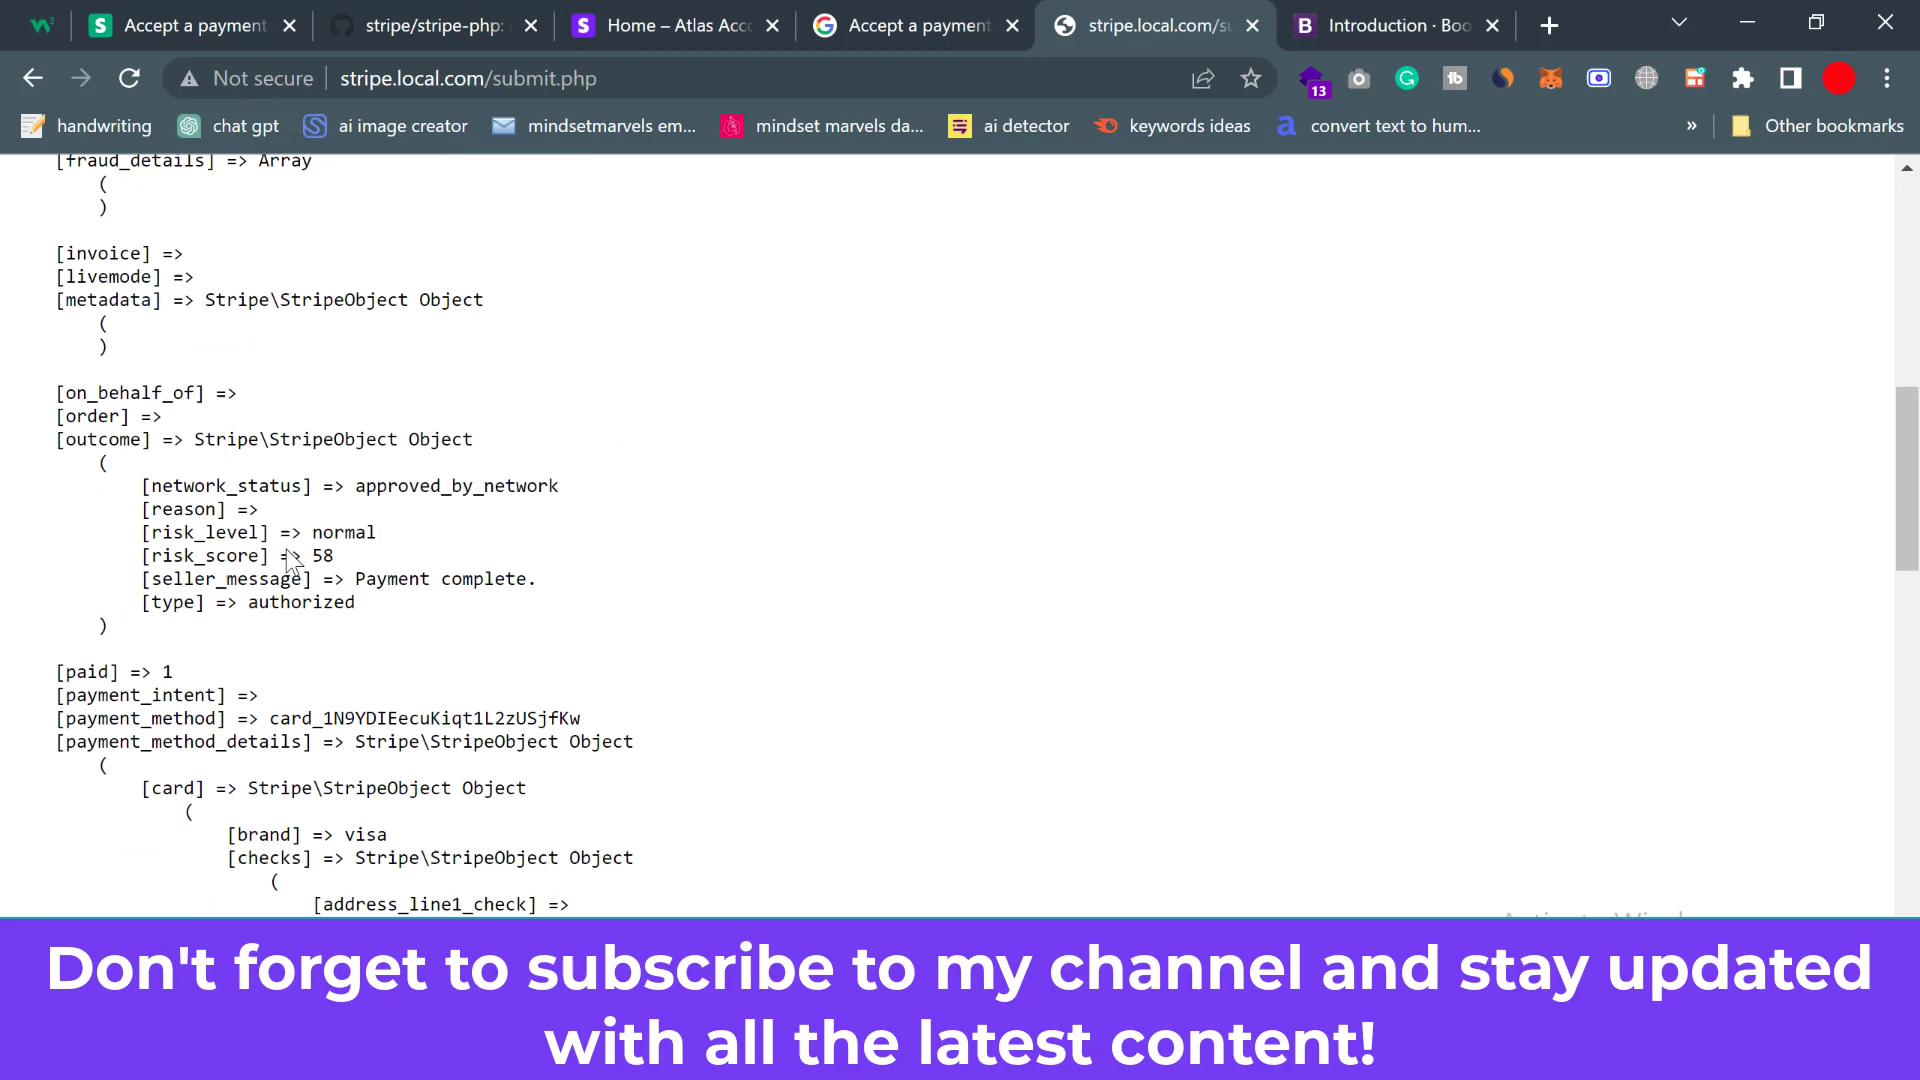 Accept a payment
stripe/stripe-php:
Home – Atlas Acc
Accept a payment
stripe.local.com/su
Introduction · Boo
Not secure
stripe.local.com/submit.php
13
handwriting
chat gpt
ai image creator
mindsetmarvels em...
mindset marvels da...
ai detector
keywords ideas
convert text to hum...
»
Other bookmarks
[fraud_details] => Array
(
)
[invoice] =>
[livemode] =>
[metadata] => Stripe\StripeObject Object
(
)
[on_behalf_of] =>
[order] =>
[outcome] => Stripe\StripeObject Object
(
[network_status] => approved_by_network
[reason] =>
[risk_level] => normal
[risk_score] => 58
[seller_message] => Payment complete.
[type] => authorized
)
[paid] => 1
[payment_intent] =>
[payment_method] => card_1N9YDIEecuKiqt1L2zUSjfKw
[payment_method_details] => Stripe\StripeObject Object
(
[card] => Stripe\StripeObject Object
(
[brand] => visa
[checks] => Stripe\StripeObject Object
(
[address_line1_check] =>
Don't forget to subscribe to my channel and stay updated
with all the latest content!